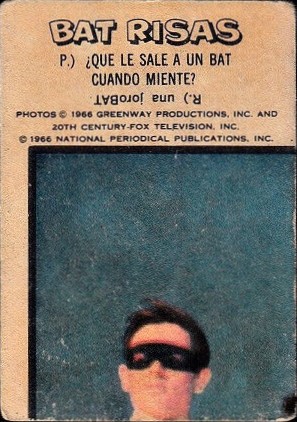 BAT RISAS
P.) ¿QUE LE SALE A UN BAT
CUANDO MIENTE?
R.) una joroBAT
PHOTOS © 1966 GREENWAY PRODUCTIONS, INC. AND
20TH CENTURY-FOX TELEVISION, INC.
© 1966 NATIONAL PERIODICAL PUBLICATIONS, INC.